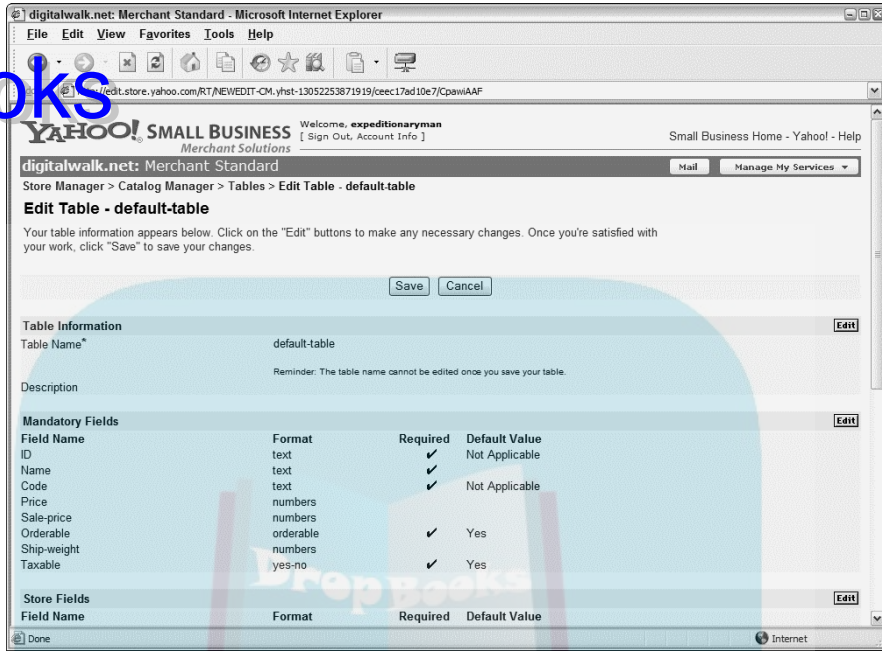 digitalwalk.net: Merchant Standard - Microsoft Internet Explorer
File Edit View Favorites Tools Help
oks
edit.store.yahoo.com/RT/NEWEDIT-CM.yhst-13052253871919/ceec17ad10e7/CpawiAAF
YAHOO! SMALL BUSINESS
Merchant Solutions
Welcome, expeditionaryman
[ Sign Out, Account Info ]
Small Business Home - Yahoo! - Help
digitalwalk.net: Merchant Standard
Mail Manage My Services
Store Manager > Catalog Manager > Tables > Edit Table - default-table
Edit Table - default-table
Your table information appears below. Click on the "Edit" buttons to make any necessary changes. Once you're satisfied with
your work, click "Save" to save your changes.
Save Cancel
Table Information Edit
Table Name* default-table
Reminder: The table name cannot be edited once you save your table.
Description
Mandatory Fields Edit
Field Name Format Required Default Value
ID text ✔ Not Applicable
Name text ✔
Code text ✔ Not Applicable
Price numbers
Sale-price numbers
Orderable orderable ✔ Yes
Ship-weight numbers
Taxable yes-no ✔ Yes
DropBooks
Store Fields Edit
Field Name Format Required Default Value
Done Internet